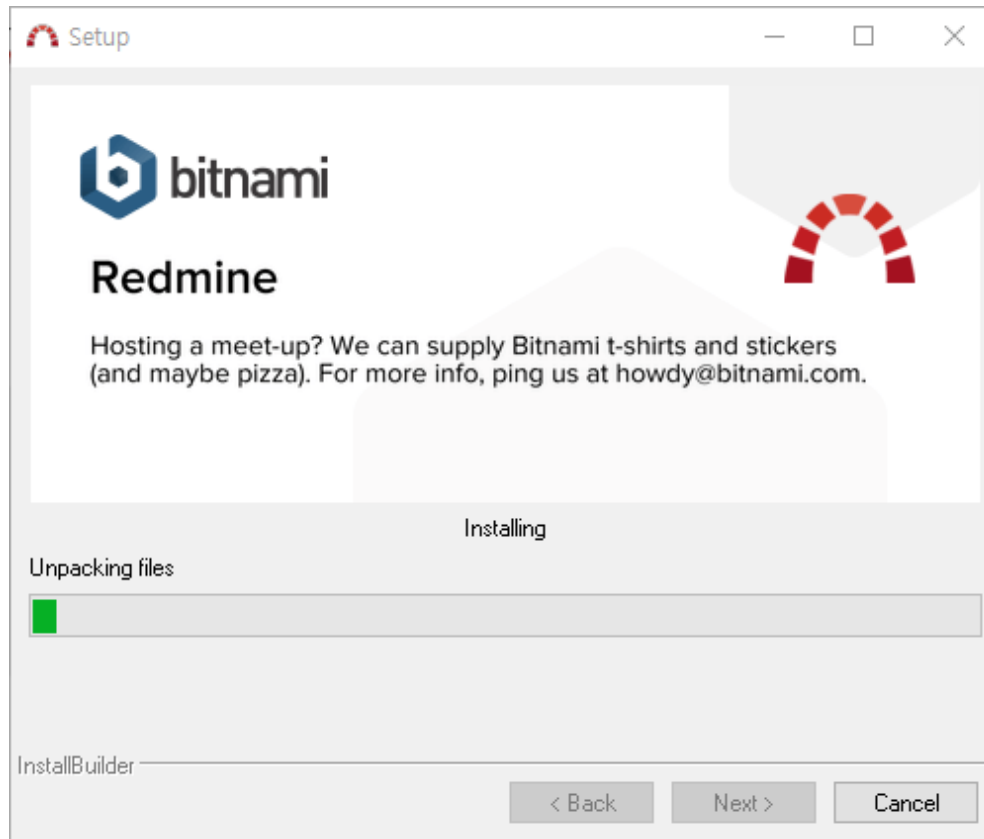 Setup
bitnami
Redmine
Hosting a meet-up? We can supply Bitnami t-shirts and stickers
(and maybe pizza). For more info, ping us at howdy@bitnami.com.
Installing
Unpacking files
InstallBuilder
< Back Next > Cancel